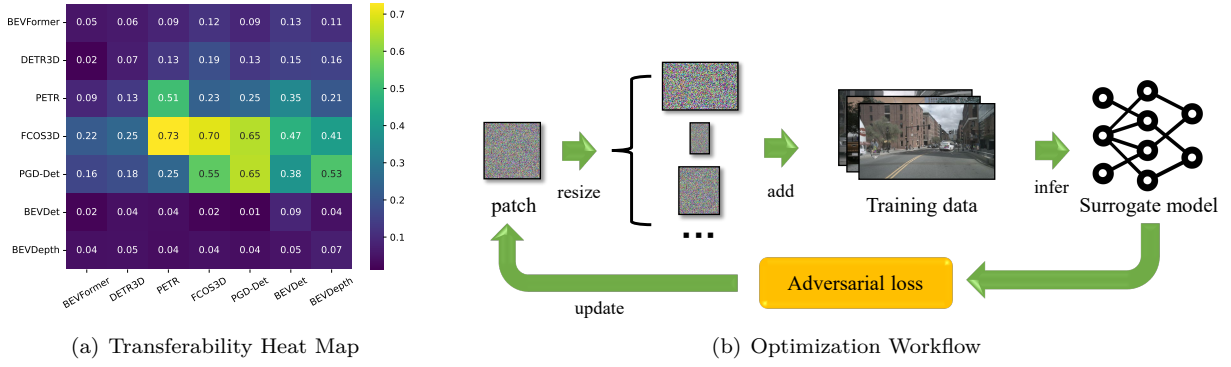 BEVFormer 0.05 0.06 0.09 0.12 0.09 0.13 0.11
DETR3D 0.02 0.07 0.13 0.19 0.13 0.15 0.16
PETR 0.09 0.13 0.51 0.23 0.25 0.35 0.21
FCOS3D 0.22 0.25 0.73 0.70 0.65 0.47 0.41
PGD-Det 0.16 0.18 0.25 0.55 0.65 0.38 0.53
BEVDet 0.02 0.04 0.04 0.02 0.01 0.09 0.04
BEVDepth 0.04 0.05 0.04 0.04 0.04 0.05 0.07
BEVFormer DETR3D PETR FCOS3D PGD-Det BEVDet BEVDepth
0.7
0.6
0.5
0.4
0.3
0.2
0.1
(a) Transferability Heat Map
patch
resize
...
add
Training data
infer
Surrogate model
Adversarial loss
update
(b) Optimization Workflow